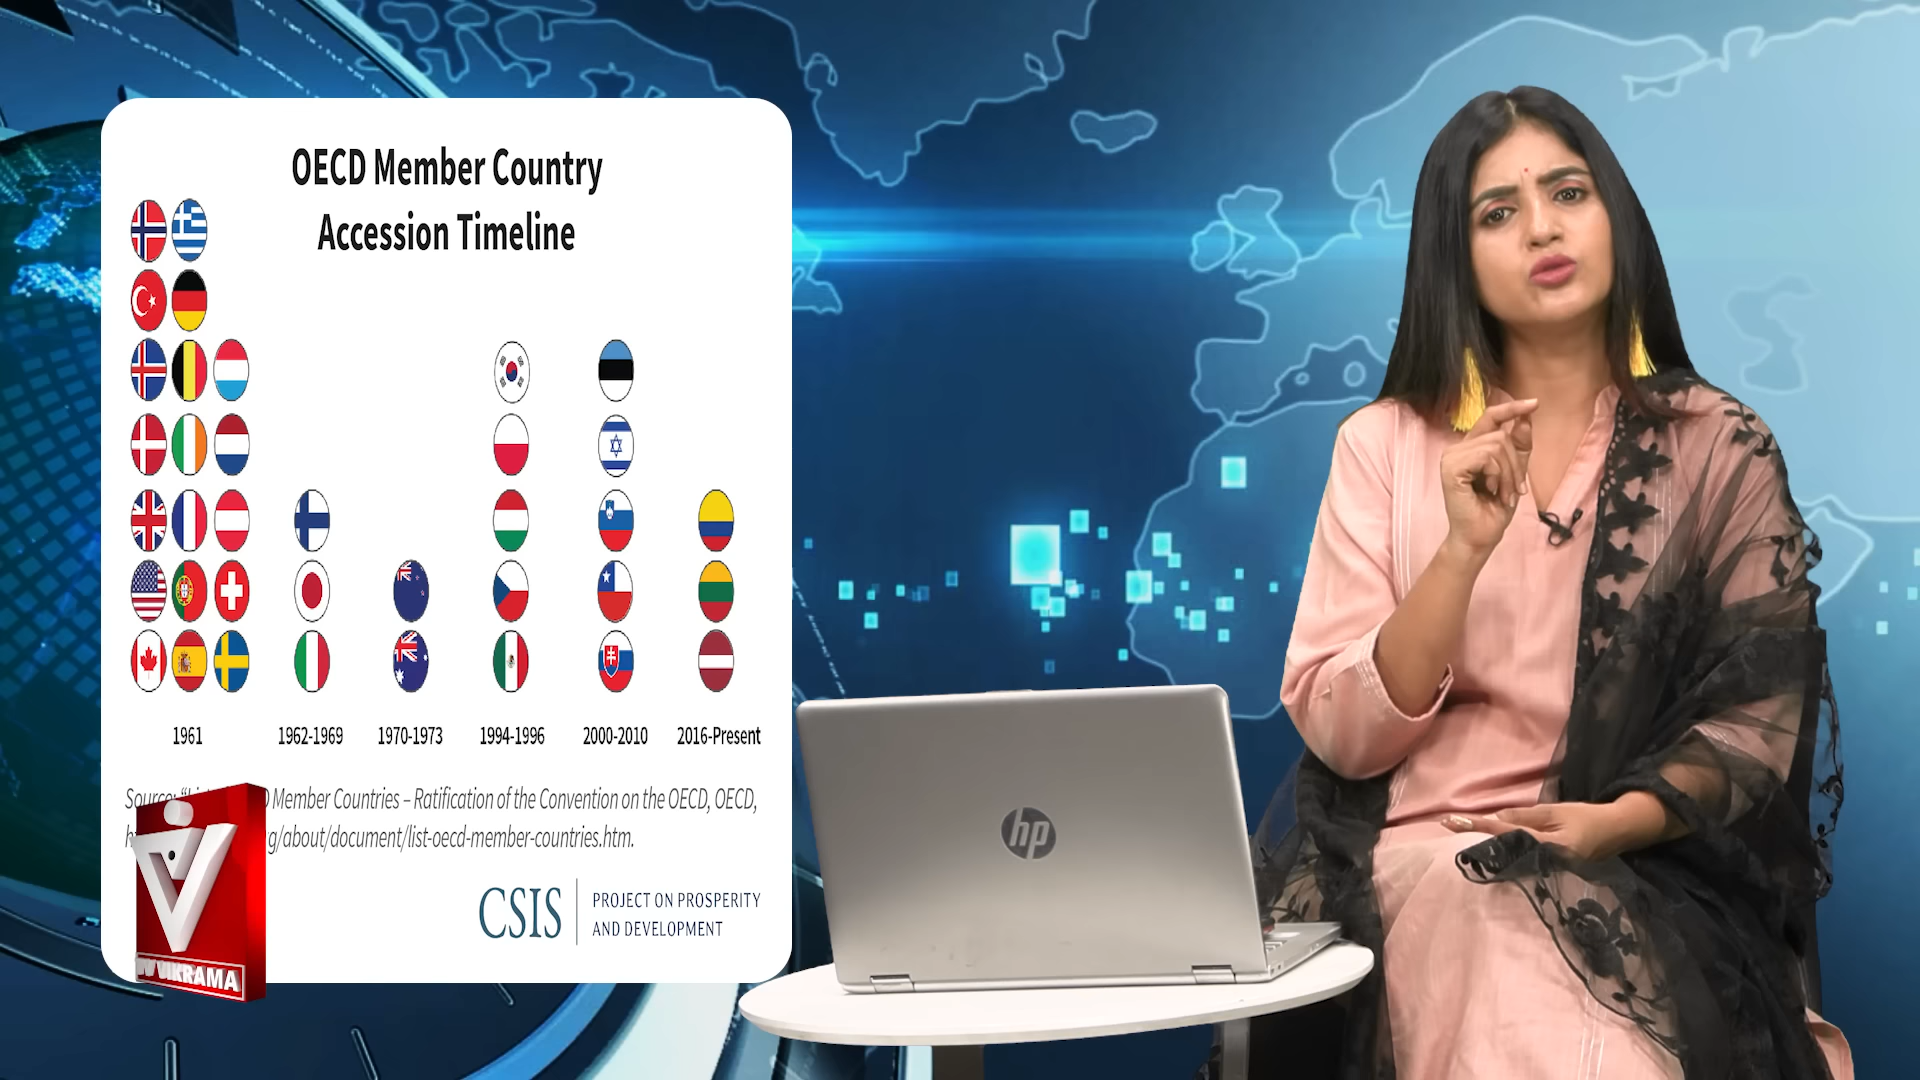 OECD Member Country
Accession Timeline
1961
1962-1969
1970-1973
1994-1996
2000-2010
2016-Present
Source: Member Countries – Ratification of the Convention on the OECD, OECD,
g/about/document/list-oecd-member-countries.htm.
CSIS
PROJECT ON PROSPERITY
AND DEVELOPMENT
VIKRAMA
hp